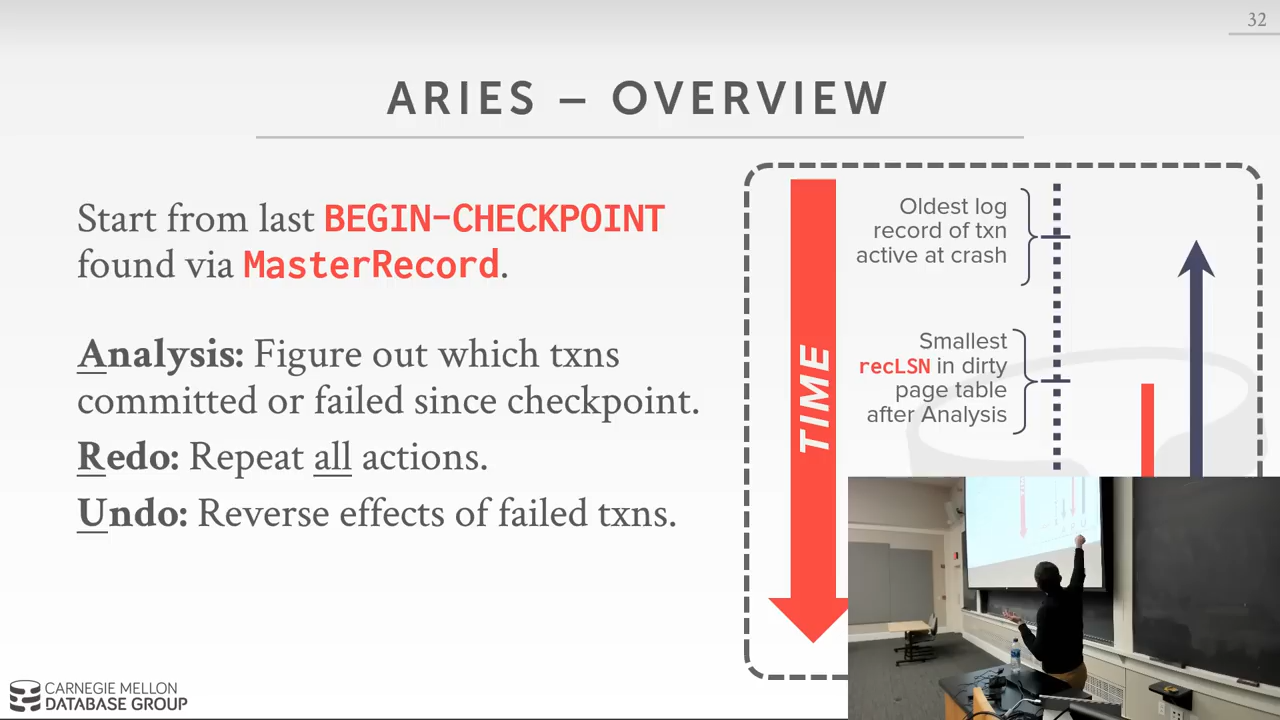 32
ARIES – OVERVIEW
Start from last BEGIN-CHECKPOINT
found via MasterRecord.
Analysis: Figure out which txns
committed or failed since checkpoint.
Redo: Repeat all actions.
Undo: Reverse effects of failed txns.
TIME
Oldest log
record of txn
active at crash
Smallest
recLSN in dirty
page table
after Analysis
CARNEGIE MELLON
DATABASE GROUP